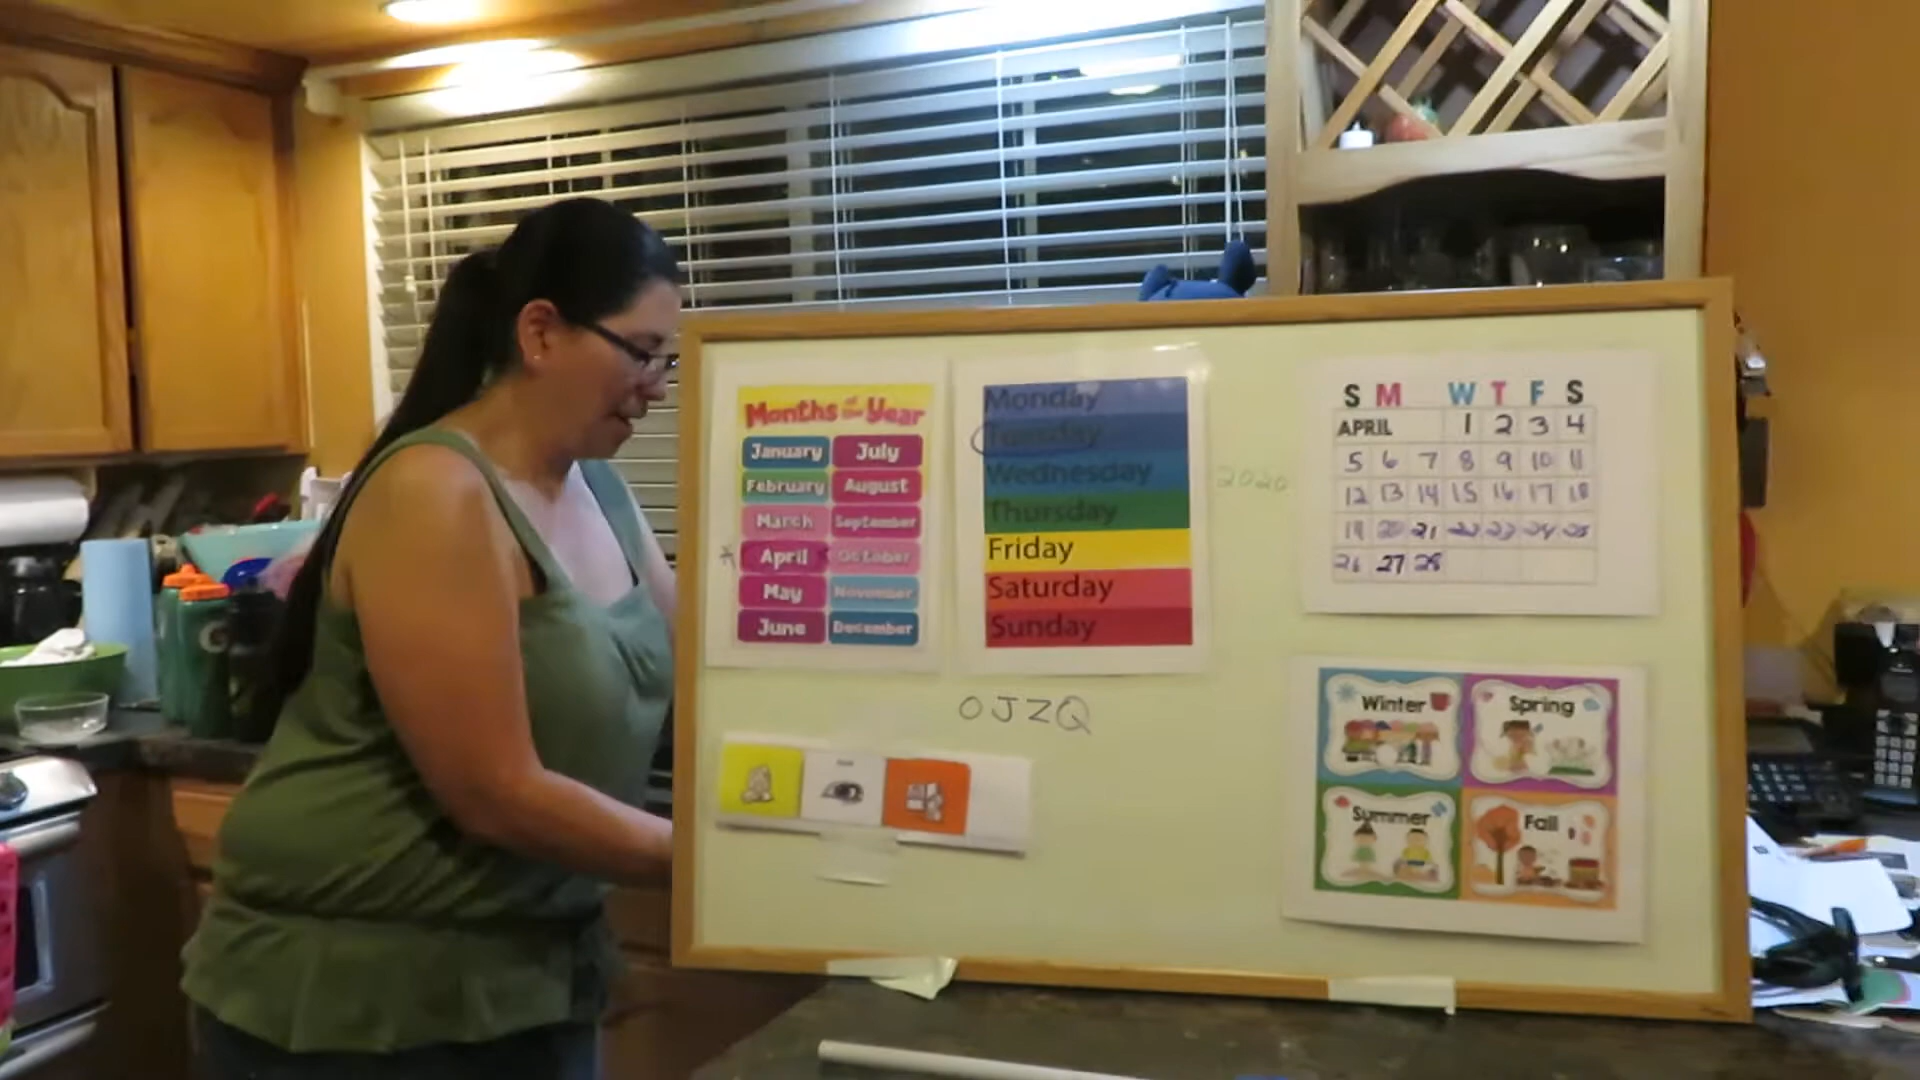 Months of the Year
January July
February August
March September
April October
May November
June December
Monday
Tuesday
Wednesday
Thursday
Friday
Saturday
Sunday
2020
S M W T F S
APRIL 1 2 3 4
5 6 7 8 9 10 11
12 13 14 15 16 17 18
19 20 21 22 23 24 25
26 27 28
OJZQ
Winter Spring
Summer Fall
G